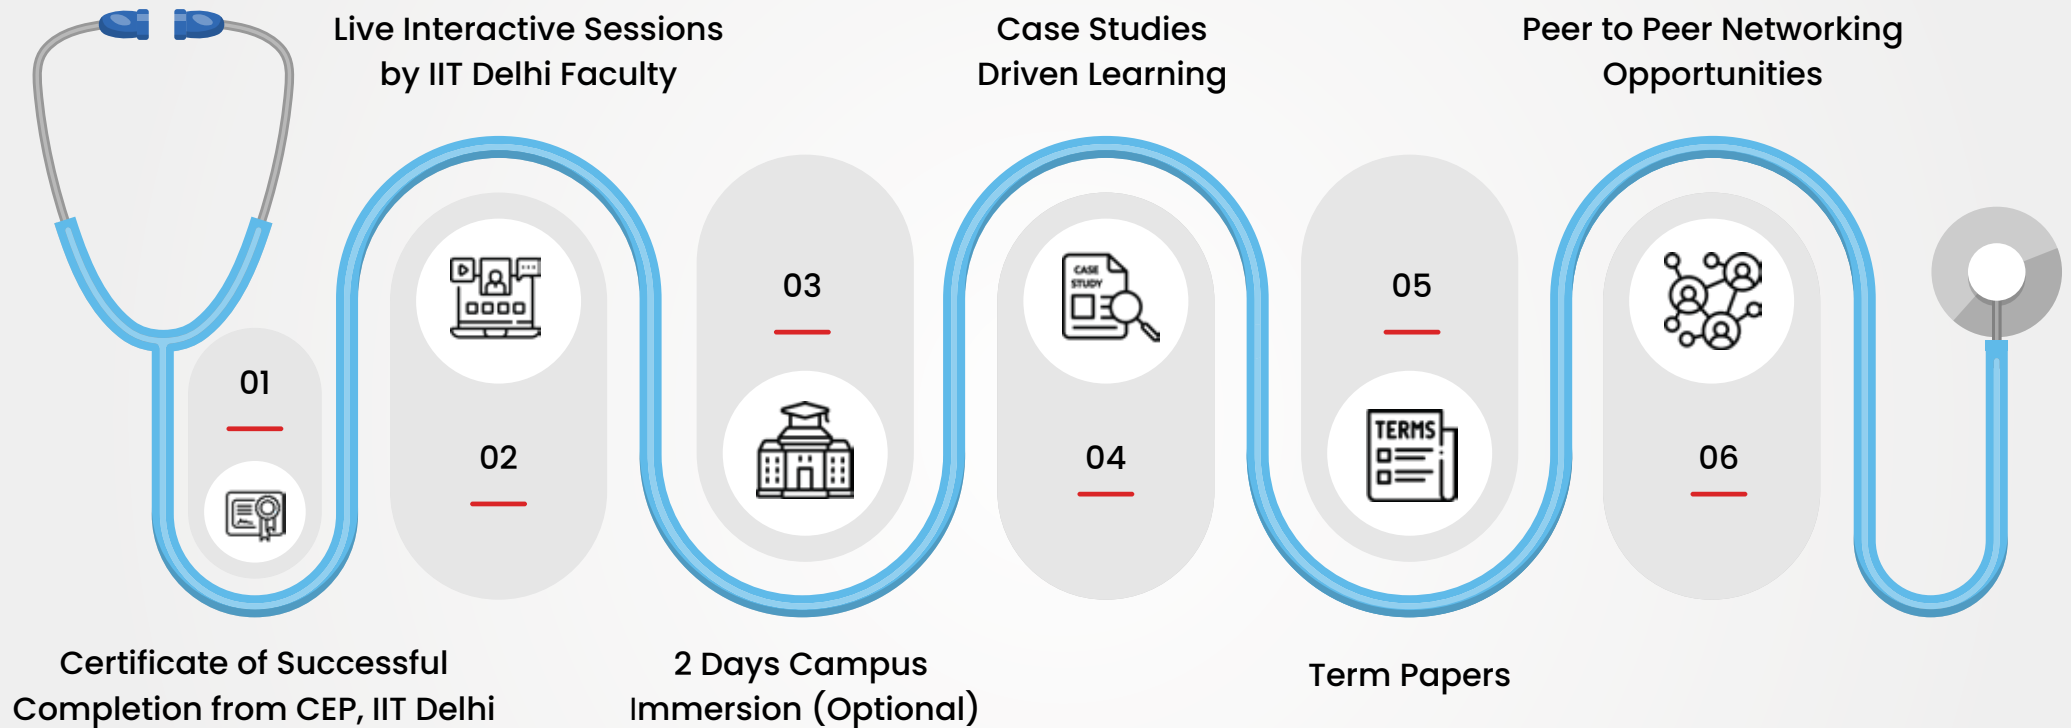 Live Interactive Sessions
by IIT Delhi Faculty
Case Studies
Driven Learning
Peer to Peer Networking
Opportunities
01
02
03
CASE
STUDY
04
05
TERMS
06
Certificate of Successful
Completion from CEP, IIT Delhi
2 Days Campus
Immersion (Optional)
Term Papers